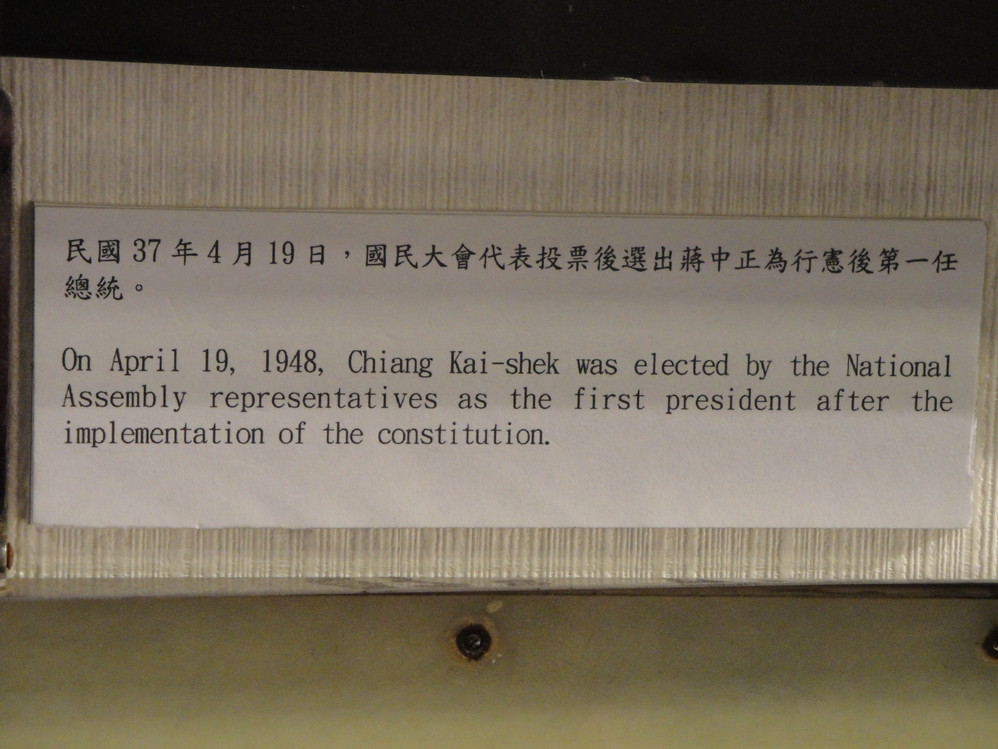 民國 37 年 4 月 19 日，國民大會代表投票後選出蔣中正為行憲後第一任
總統。
On April 19, 1948, Chiang Kai-shek was elected by the National
Assembly representatives as the first president after the
implementation of the constitution.